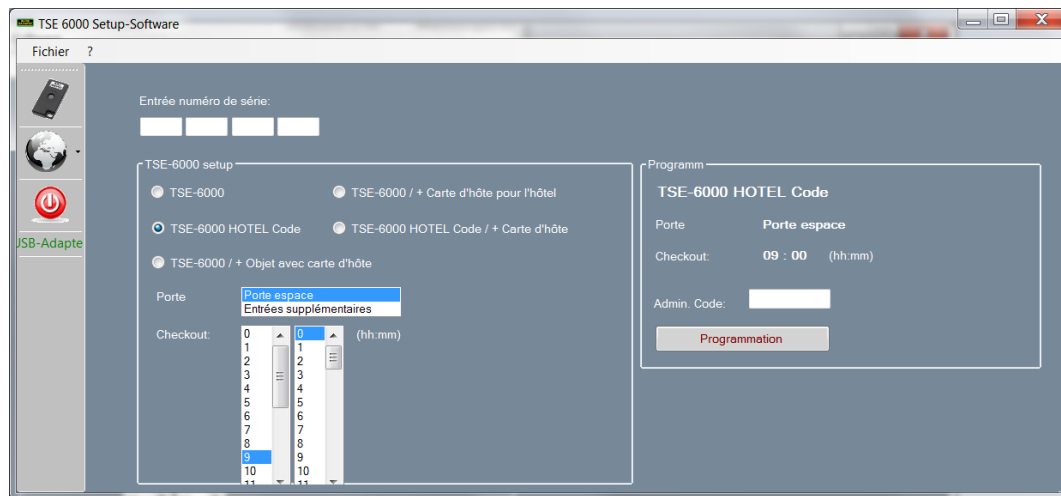 TSE 6000 Setup-Software
Fichier ?
Entrée numéro de série:
USB-Adapte
TSE-6000 setup
TSE-6000
TSE-6000 / + Carte d'hôte pour l'hôtel
TSE-6000 HOTEL Code
TSE-6000 HOTEL Code / + Carte d'hôte
TSE-6000 / + Objet avec carte d'hôte
Porte
Porte espace
Entrées supplémentaires
Checkout:
(hh:mm)
0 0
1 1
2 2
3 3
4 4
5 5
6 6
7 7
8 8
9 9
10 10
11 11
Programm
TSE-6000 HOTEL Code
Porte Porte espace
Checkout: 09 : 00 (hh:mm)
Admin. Code:
Programmation